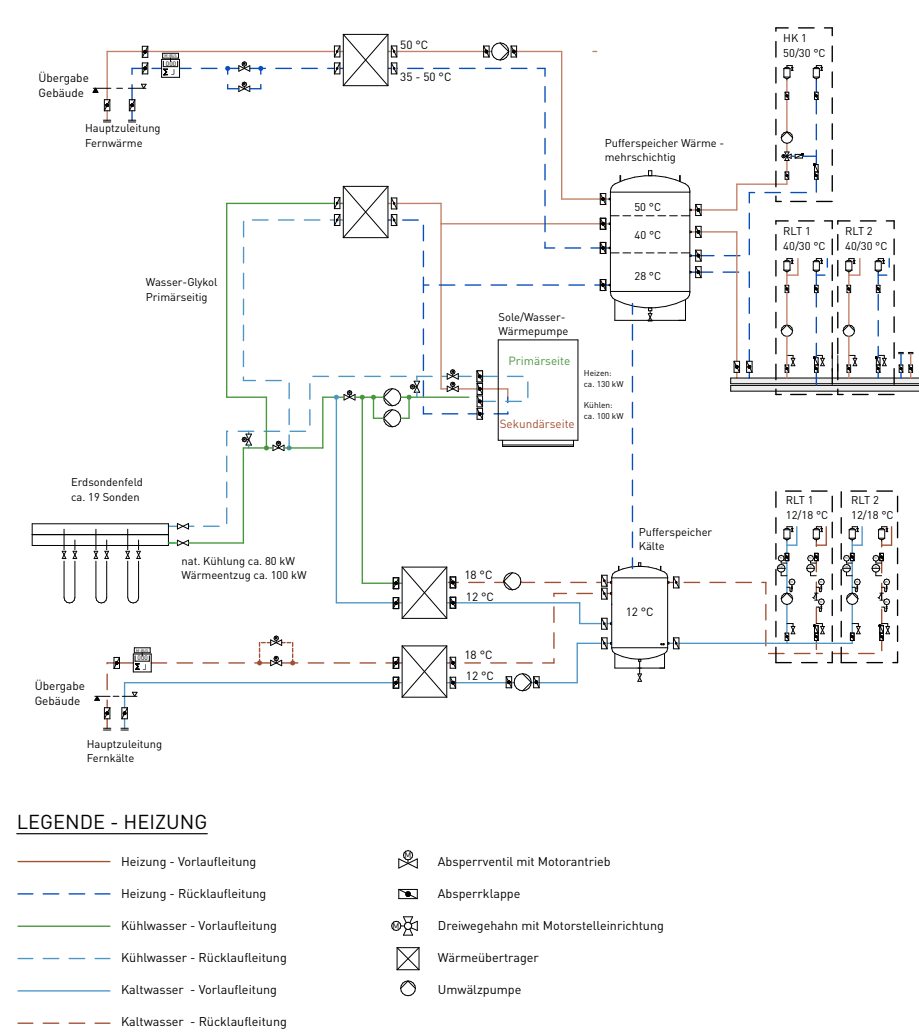 50 °C
35 - 50 °C
Übergabe
Gebäude
Hauptzuleitung
Fernwärme
HK 1
50/30 °C
Pufferspeicher Wärme -
mehrschichtig
50 °C
40 °C
28 °C
RLT 1
40/30 °C
RLT 2
40/30 °C
Wasser-Glykol
Primärseitig
Sole/Wasser-
Wärmepumpe
Primärseite
Sekundärseite
Heizen:
ca. 130 kW
Kühlen:
ca. 100 kW
Erdsondenfeld
ca. 19 Sonden
nat. Kühlung ca. 80 kW
Wärmeentzug ca. 100 kW
Pufferspeicher
Kälte
12 °C
RLT 1
12/18 °C
RLT 2
12/18 °C
18 °C
12 °C
18 °C
12 °C
Übergabe
Gebäude
Hauptzuleitung
Fernkälte
LEGENDE - HEIZUNG
Heizung - Vorlaufleitung
Heizung - Rücklaufleitung
Kühlwasser - Vorlaufleitung
Kühlwasser - Rücklaufleitung
Kaltwasser - Vorlaufleitung
Kaltwasser - Rücklaufleitung
M
Absperrventil mit Motorantrieb
Absperrklappe
M
Dreiwegehahn mit Motorstelleinrichtung
Wärmeübertrager
Umwälzpumpe